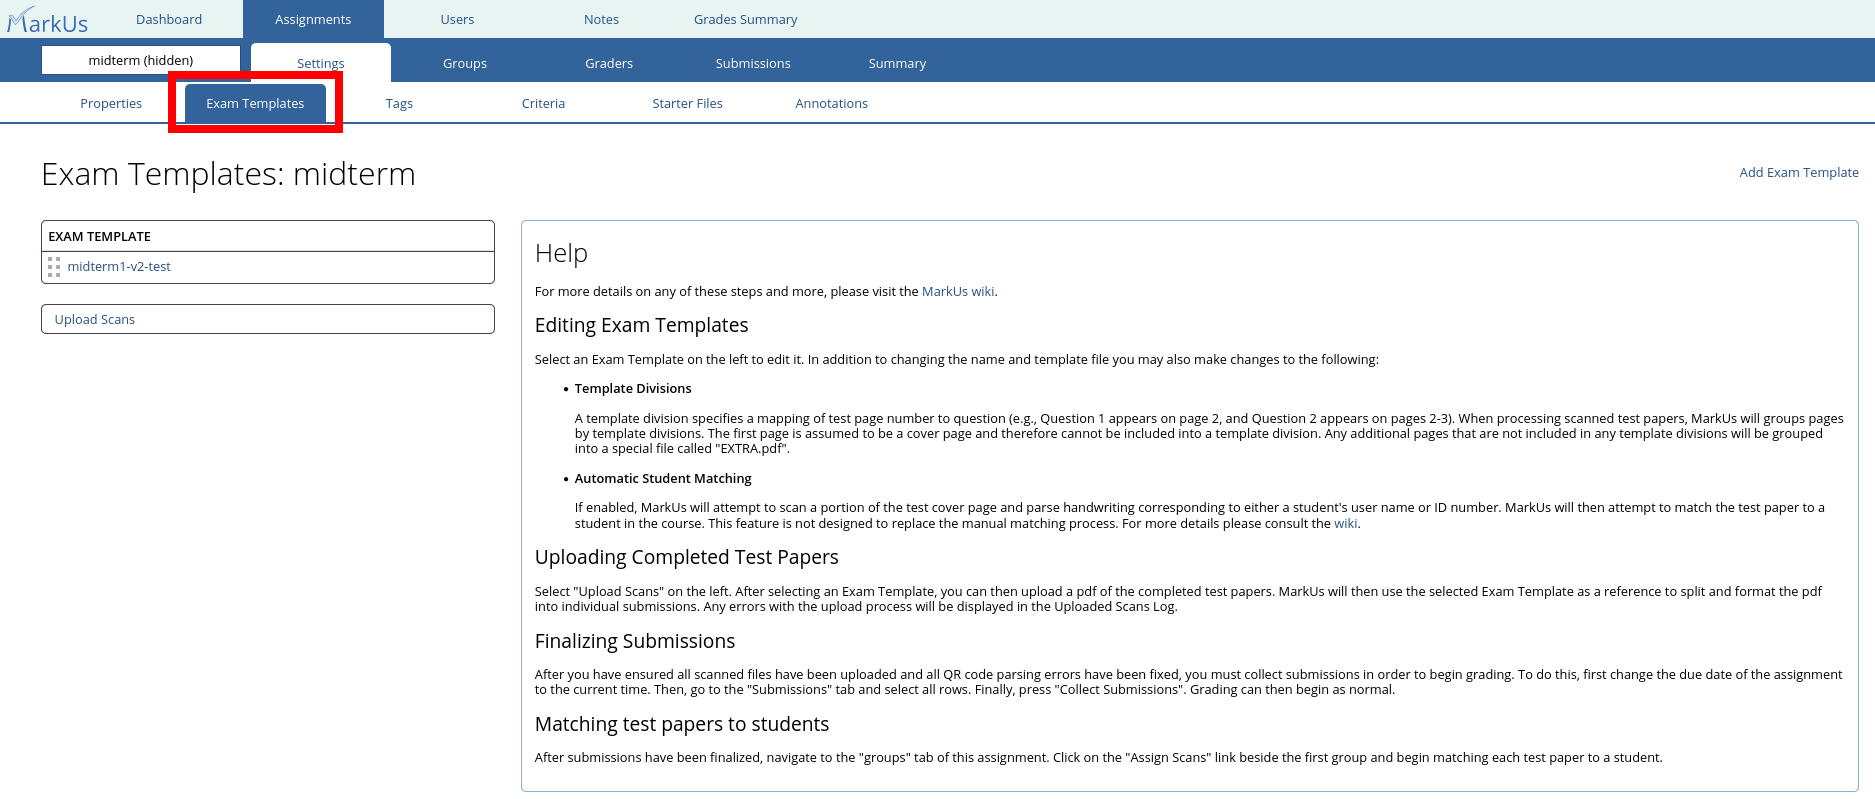 MarkUs
Dashboard
Assignments
Users
Notes
Grades Summary
midterm (hidden)
Settings
Groups
Graders
Submissions
Summary
Properties
Exam Templates
Tags
Criteria
Starter Files
Annotations
Exam Templates: midterm
Add Exam Template
EXAM TEMPLATE
midterm1-v2-test
Upload Scans
Help
For more details on any of these steps and more, please visit the MarkUs wiki.
Editing Exam Templates
Select an Exam Template on the left to edit it. In addition to changing the name and template file you may also make changes to the following:
• Template Divisions
A template division specifies a mapping of test page number to question (e.g., Question 1 appears on page 2, and Question 2 appears on pages 2-3). When processing scanned test papers, MarkUs will groups pages
by template divisions. The first page is assumed to be a cover page and therefore cannot be included into a template division. Any additional pages that are not included in any template divisions will be grouped
into a special file called "EXTRA.pdf".
• Automatic Student Matching
If enabled, MarkUs will attempt to scan a portion of the test cover page and parse handwriting corresponding to either a student's user name or ID number. MarkUs will then attempt to match the test paper to a
student in the course. This feature is not designed to replace the manual matching process. For more details please consult the wiki.
Uploading Completed Test Papers
Select "Upload Scans" on the left. After selecting an Exam Template, you can then upload a pdf of the completed test papers. MarkUs will then use the selected Exam Template as a reference to split and format the pdf
into individual submissions. Any errors with the upload process will be displayed in the Uploaded Scans Log.
Finalizing Submissions
After you have ensured all scanned files have been uploaded and all QR code parsing errors have been fixed, you must collect submissions in order to begin grading. To do this, first change the due date of the assignment
to the current time. Then, go to the "Submissions" tab and select all rows. Finally, press "Collect Submissions". Grading can then begin as normal.
Matching test papers to students
After submissions have been finalized, navigate to the "groups" tab of this assignment. Click on the "Assign Scans" link beside the first group and begin matching each test paper to a student.